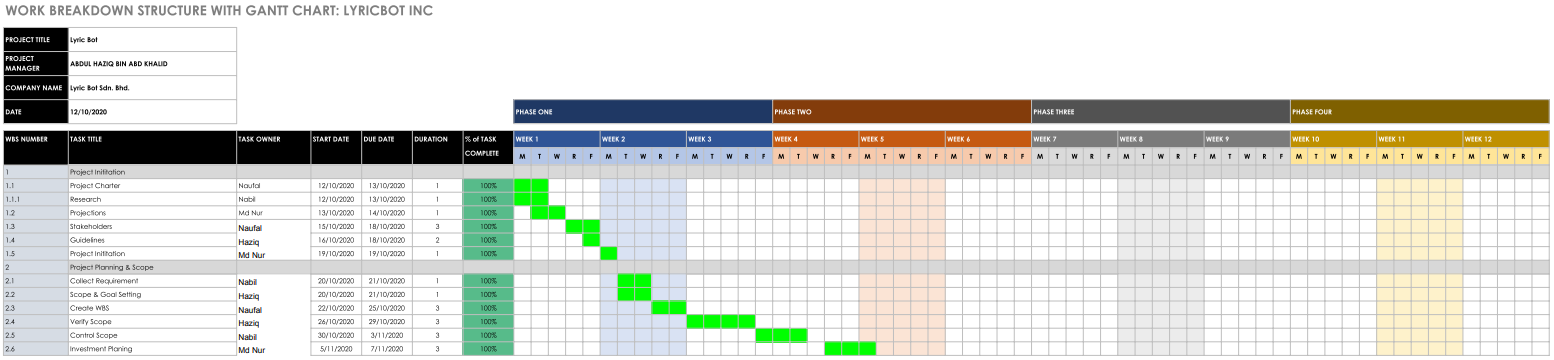 WORK BREAKDOWN STRUCTURE WITH GANTT CHART: LYRICBOT INC
PROJECT TITLE Lyric Bot
PROJECT MANAGER ABDUL HAZIQ BIN ABD KHALID
COMPANY NAME Lyric Bot Sdn. Bhd.
DATE 12/10/2020 PHASE ONE PHASE TWO PHASE THREE PHASE FOUR
WBS NUMBER TASK TITLE TASK OWNER START DATE DUE DATE DURATION % of TASK COMPLETE WEEK 1 WEEK 2 WEEK 3 WEEK 4 WEEK 5 WEEK 6 WEEK 7 WEEK 8 WEEK 9 WEEK 10 WEEK 11 WEEK 12
M T W R F M T W R F M T W R F M T W R F M T W R F M T W R F M T W R F M T W R F M T W R F M T W R F M T W R F M T W R F
1 Project Inititation
1.1 Project Charter Naufal 12/10/2020 13/10/2020 1 100%
1.1.1 Research Nabil 12/10/2020 13/10/2020 1 100%
1.2 Projections Md Nur 13/10/2020 14/10/2020 1 100%
1.3 Stakeholders Naufal 15/10/2020 18/10/2020 3 100%
1.4 Guidelines Haziq 16/10/2020 18/10/2020 2 100%
1.5 Project Inititation Md Nur 19/10/2020 19/10/2020 1 100%
2 Project Planning & Scope
2.1 Collect Requirement Nabil 20/10/2020 21/10/2020 1 100%
2.2 Scope & Goal Setting Haziq 20/10/2020 21/10/2020 1 100%
2.3 Create WBS Naufal 22/10/2020 25/10/2020 3 100%
2.4 Verify Scope Haziq 26/10/2020 29/10/2020 3 100%
2.5 Control Scope Nabil 30/10/2020 3/11/2020 3 100%
2.6 Investment Planing Md Nur 5/11/2020 7/11/2020 3 100%